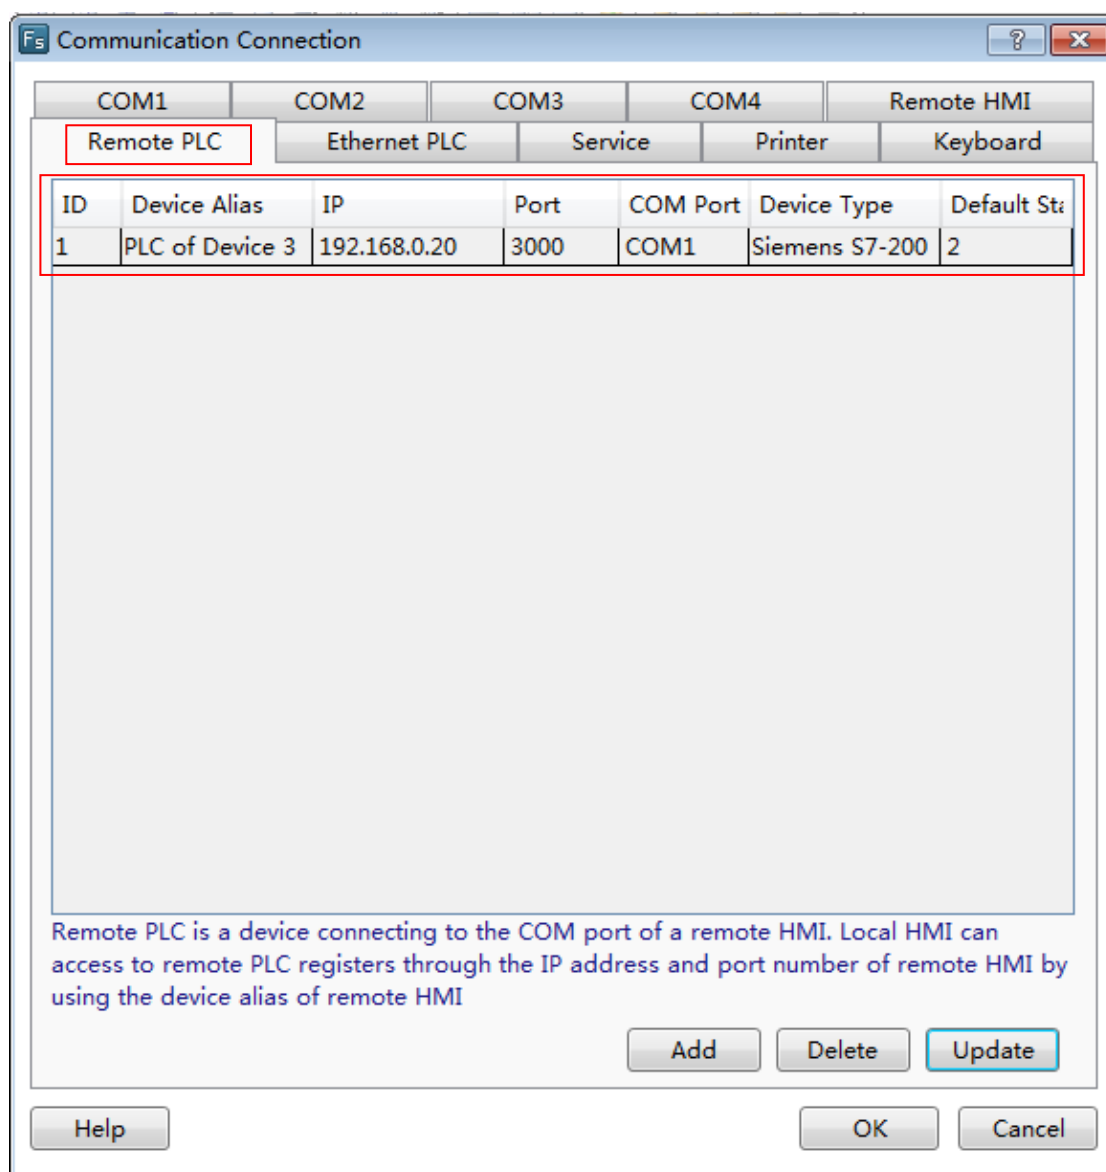 Fs Communication Connection ?
COM1 COM2 COM3 COM4 Remote HMI
Remote PLC Ethernet PLC Service Printer Keyboard
ID Device Alias IP Port COM Port Device Type Default Sta
1 PLC of Device 3 192.168.0.20 3000 COM1 Siemens S7-200 2
Remote PLC is a device connecting to the COM port of a remote HMI. Local HMI can
access to remote PLC registers through the IP address and port number of remote HMI by
using the device alias of remote HMI
Add Delete Update
Help OK Cancel